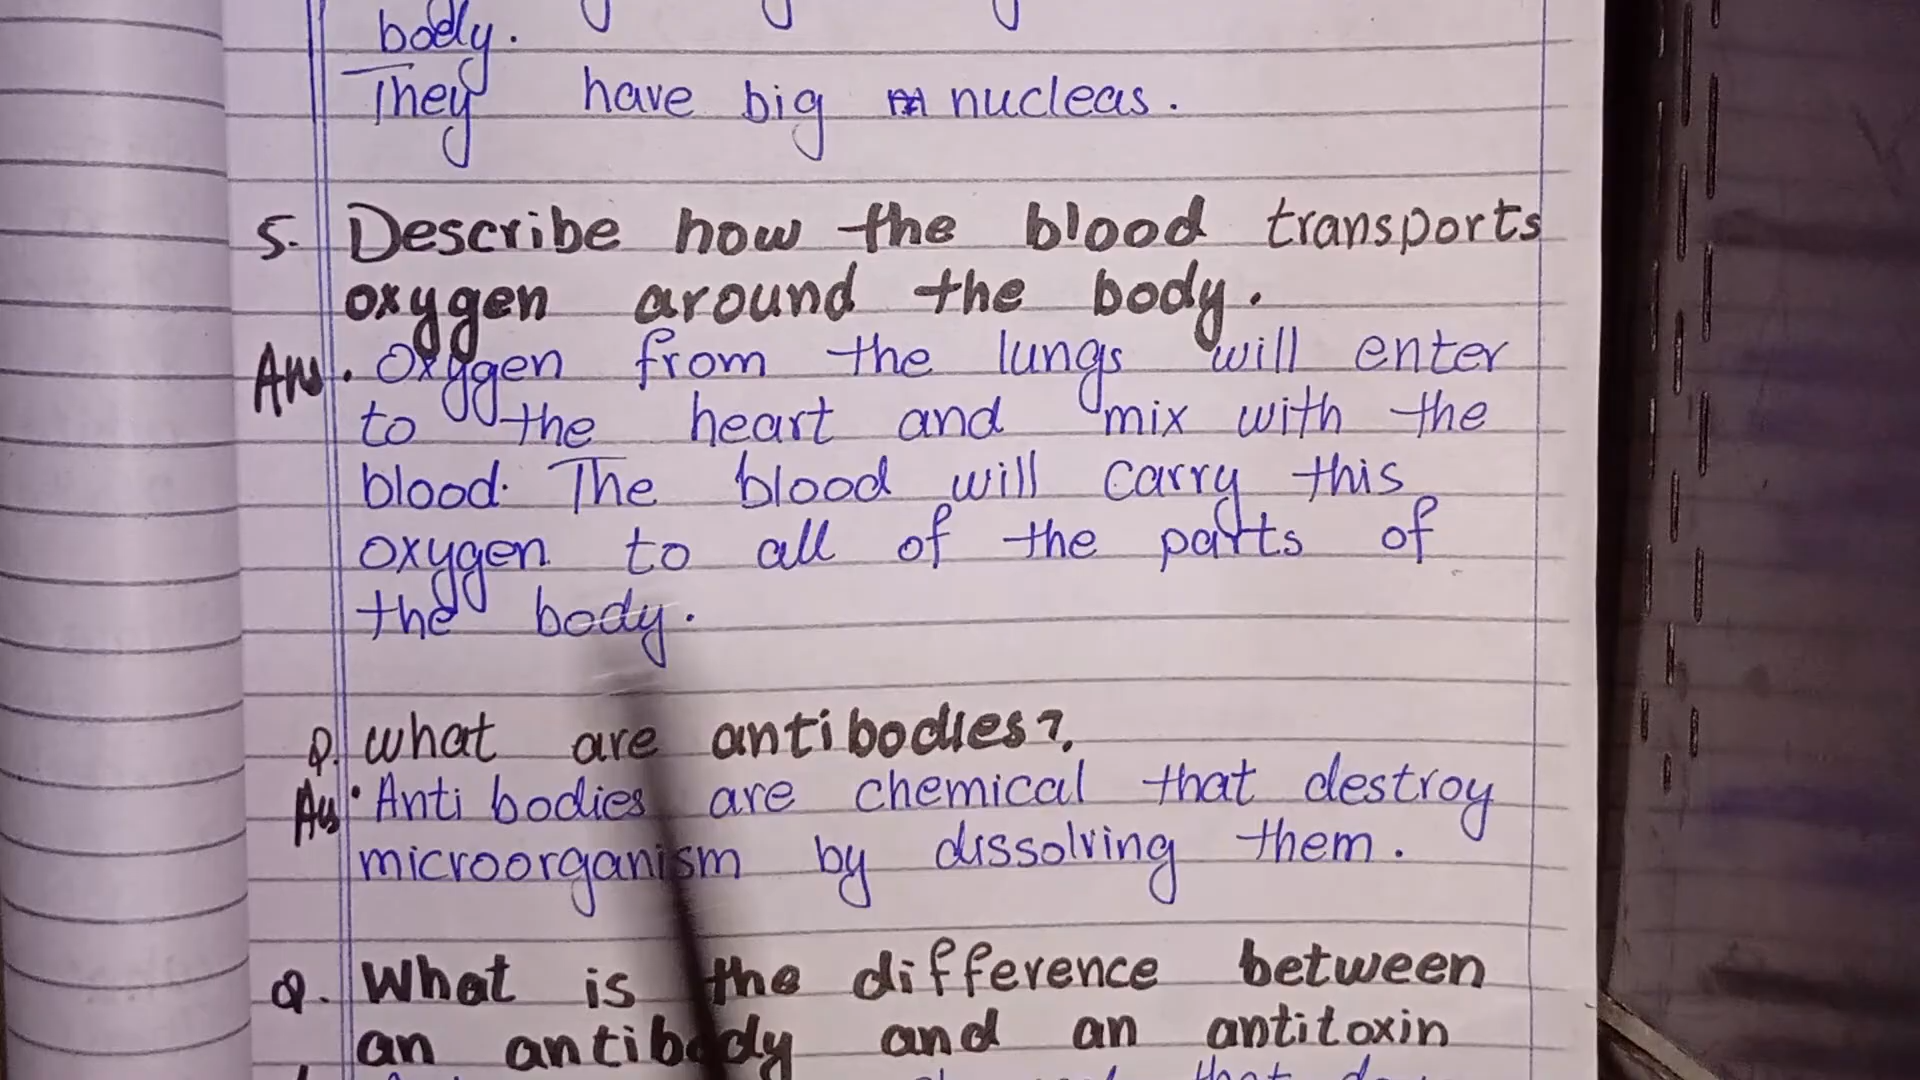 body.
They have big nucleas.
5. Describe how the blood transports
oxygen around the body.
Ans. Oxygen from the lungs will enter
to the heart and mix with the
blood. The blood will carry this
oxygen to all of the parts of
the body.
Q. what are antibodies?
Ans. Anti bodies are chemical that destroy
microorganism by dissolving them.
Q. What is the difference between
an antibody and an antitoxin
that